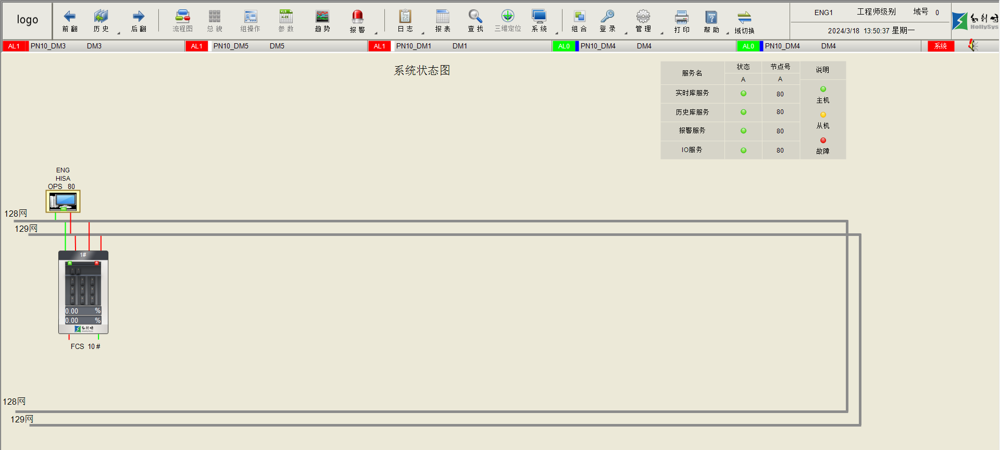 logo
前翻
历史
后翻
流程图
总貌
组操作
参数
趋势
报警
日志
报表
查找
三维定位
系统
组合
登录
管理
打印
帮助
域切换
ENG1 工程师级别 域号 0
2024/3/18 13:50:37 星期一
HollySys
AL1 PN10_DM3 DM3
AL1 PN10_DM5 DM5
AL1 PN10_DM1 DM1
AL0 PN10_DM4 DM4
AL0 PN10_DM4 DM4
系统
系统状态图
服务名 状态 节点号 说明
A A
实时库服务 80
主机
历史库服务 80
从机
报警服务 80
故障
IO服务 80
ENG
HISA
OPS 80
128网
129网
1#
0.00 %
0.00 %
FCS 10 #
128网
129网